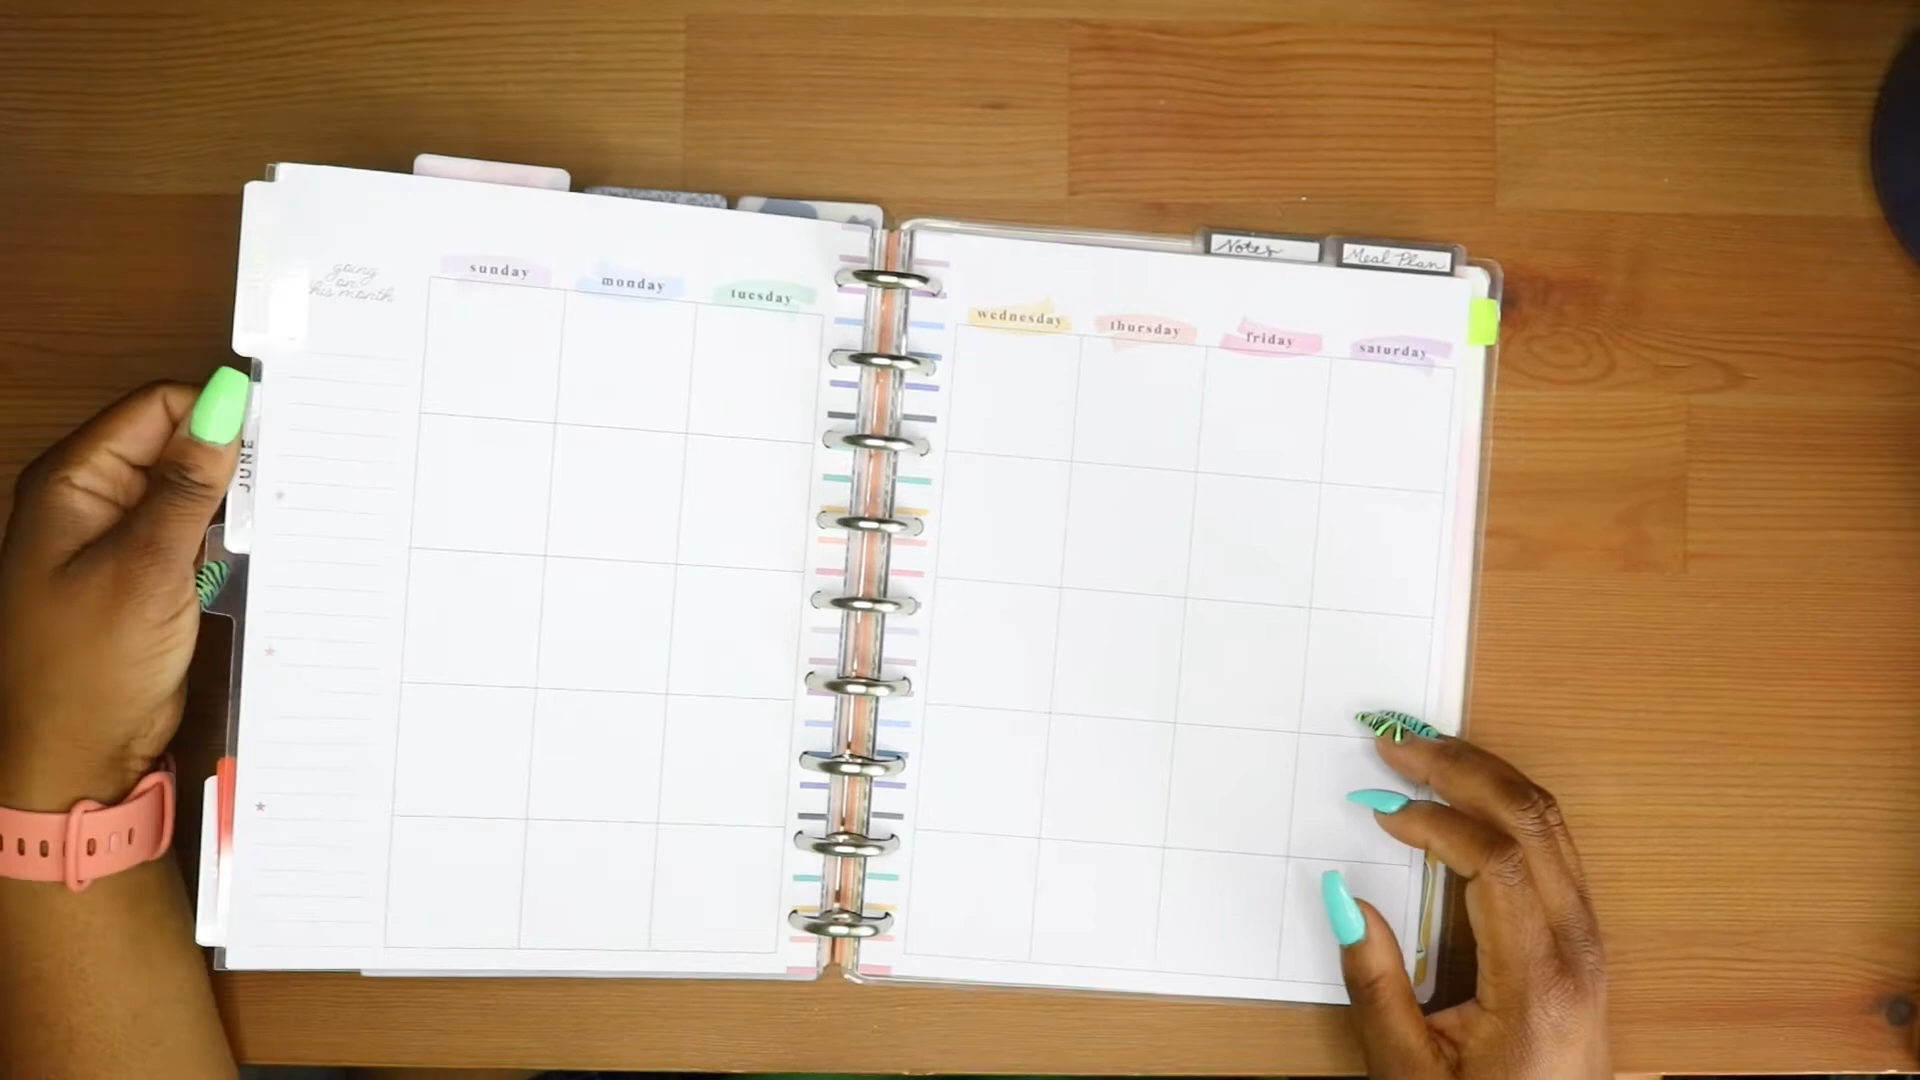 going
on
this month
sunday
monday
tuesday
wednesday
thursday
friday
saturday
Notes
Meal Plan
JUNE